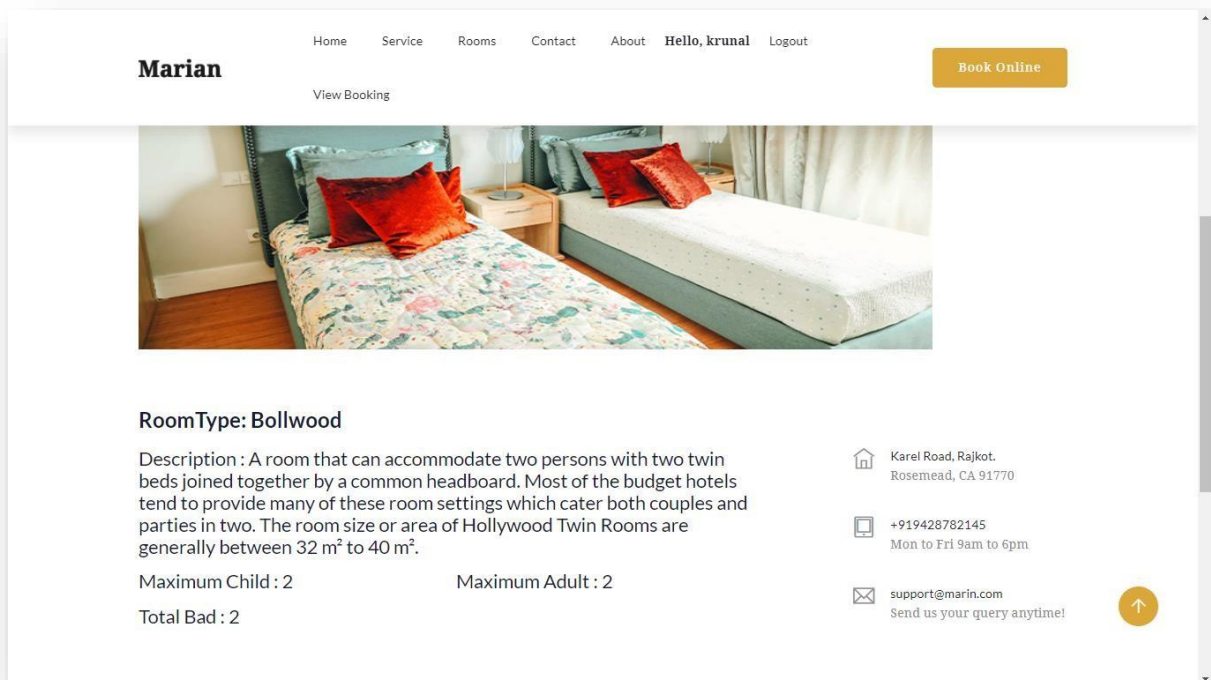 Home Service Rooms Contact About Hello, krunal Logout
Marian
Book Online
View Booking
RoomType: Bollwood
Description : A room that can accommodate two persons with two twin
beds joined together by a common headboard. Most of the budget hotels
tend to provide many of these room settings which cater both couples and
parties in two. The room size or area of Hollywood Twin Rooms are
generally between 32 m² to 40 m².
Maximum Child : 2 Maximum Adult : 2
Total Bad : 2
Karel Road, Rajkot.
Rosemead, CA 91770
+919428782145
Mon to Fri 9am to 6pm
support@marin.com
Send us your query anytime!